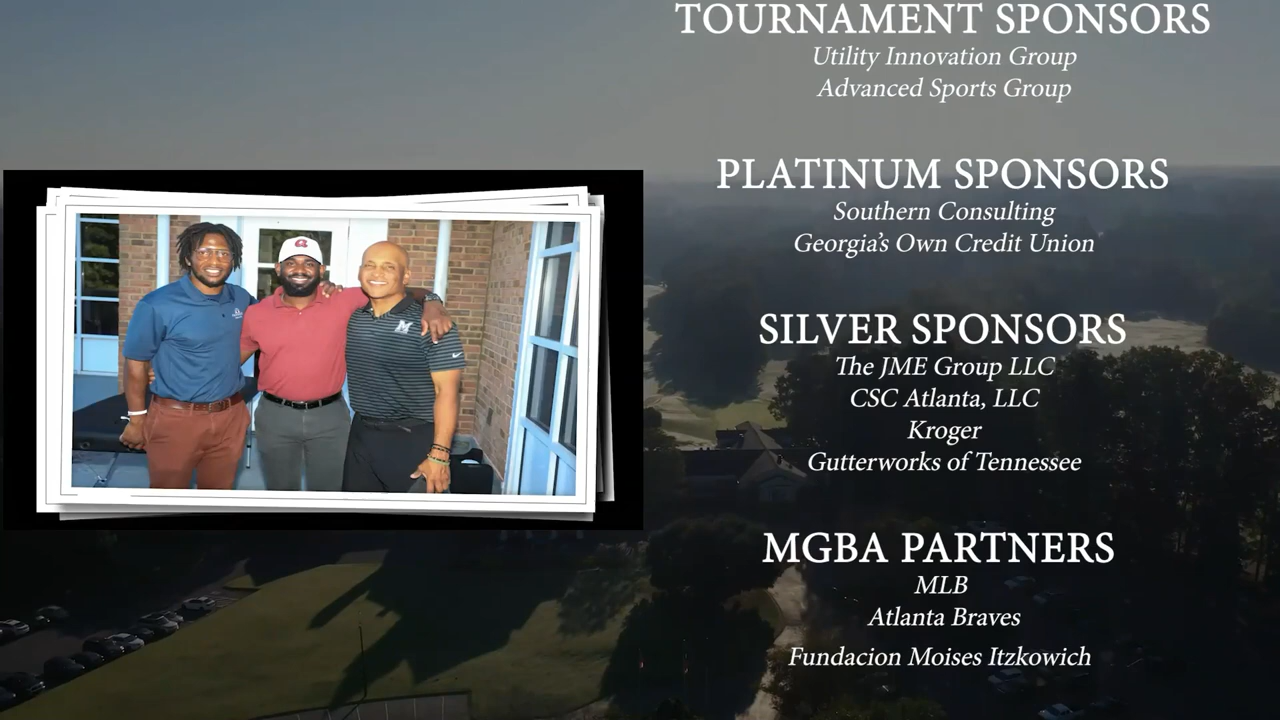 TOURNAMENT SPONSORS
Utility Innovation Group
Advanced Sports Group
PLATINUM SPONSORS
Southern Consulting
Georgia's Own Credit Union
SILVER SPONSORS
The JME Group LLC
CSC Atlanta, LLC
Kroger
Gutterworks of Tennessee
MGBA PARTNERS
MLB
Atlanta Braves
Fundacion Moises Itzkowich